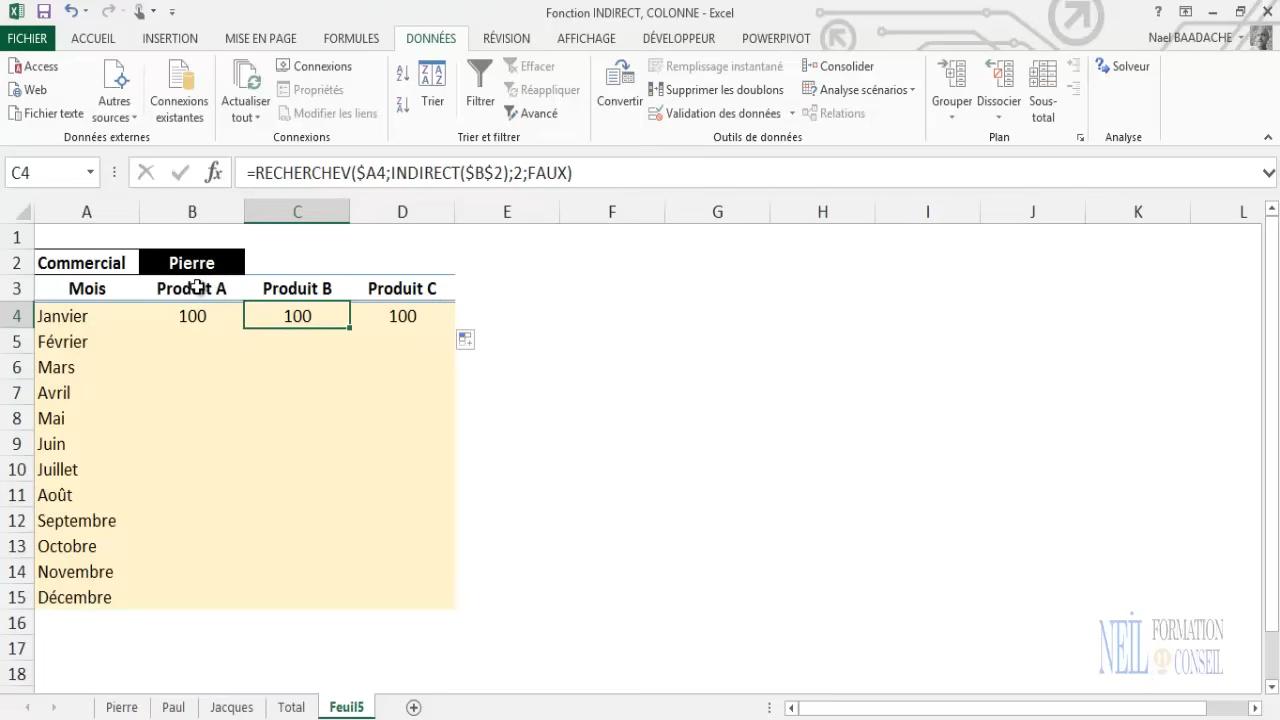 Fonction INDIRECT, COLONNE - Excel
FICHIER ACCUEIL INSERTION MISE EN PAGE FORMULES DONNÉES RÉVISION AFFICHAGE DÉVELOPPEUR POWERPIVOT Nael BAADACHE
Access
Web
Fichier texte
Autres sources
Connexions existantes
Données externes
Actualiser tout
Connexions
Propriétés
Modifier les liens
Connexions
Trier
Filtrer
Effacer
Réappliquer
Avancé
Trier et filtrer
Convertir
Remplissage instantané
Supprimer les doublons
Validation des données
Consolider
Analyse scénarios
Relations
Outils de données
Grouper
Dissocier
Sous-total
Plan
Solveur
Analyse
C4 fx =RECHERCHEV($A4;INDIRECT($B$2);2;FAUX)
A B C D E F G H I J K L
1
2 Commercial Pierre
3 Mois Produit A Produit B Produit C
4 Janvier 100 100 100
5 Février
6 Mars
7 Avril
8 Mai
9 Juin
10 Juillet
11 Août
12 Septembre
13 Octobre
14 Novembre
15 Décembre
16
17
18
NEIL FORMATION CONSEIL
Pierre Paul Jacques Total Feuil5